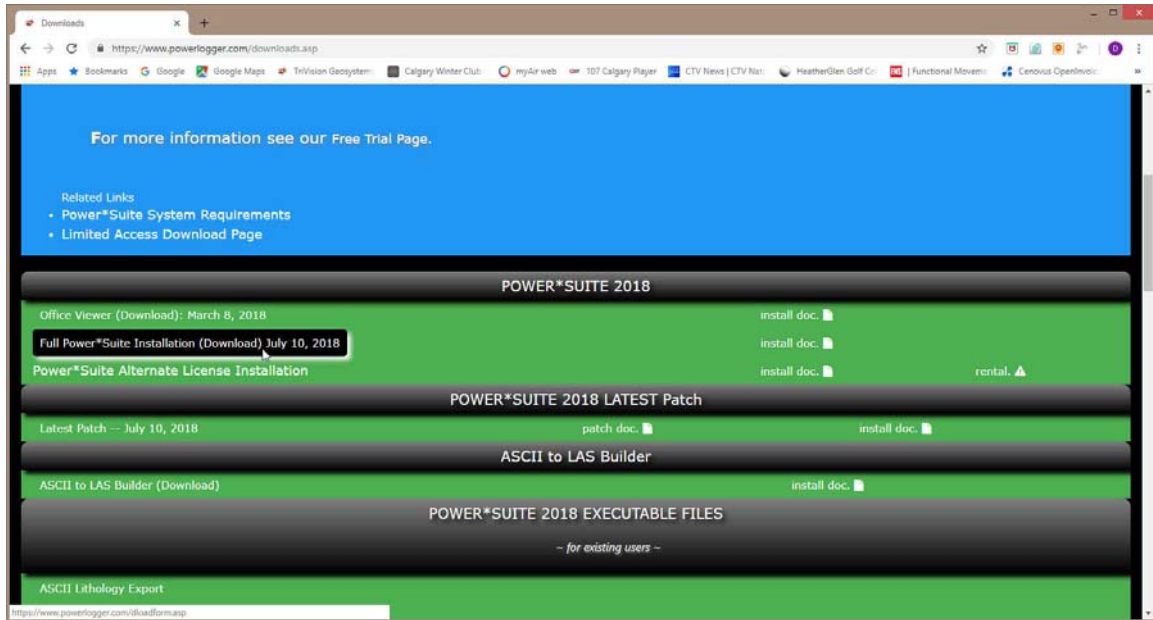 Downloads
https://www.powerlogger.com/downloads.asp
Apps Bookmarks Google Google Maps TriVision Geosystem Calgary Winter Club myAir web 107 Calgary Player CTV News | CTV Nat HeatherGlen Golf Co | Functional Moveme Cenovus OpenInvoic »
For more information see our Free Trial Page.
Related Links
• Power*Suite System Requirements
• Limited Access Download Page
POWER*SUITE 2018
Office Viewer (Download): March 8, 2018 install doc.
Full Power*Suite Installation (Download) July 10, 2018 install doc.
Power*Suite Alternate License Installation install doc. rental.
POWER*SUITE 2018 LATEST Patch
Latest Patch -- July 10, 2018 patch doc. install doc.
ASCII to LAS Builder
ASCII to LAS Builder (Download) install doc.
POWER*SUITE 2018 EXECUTABLE FILES
~ for existing users ~
ASCII Lithology Export
https://www.powerlogger.com/dloadform.asp